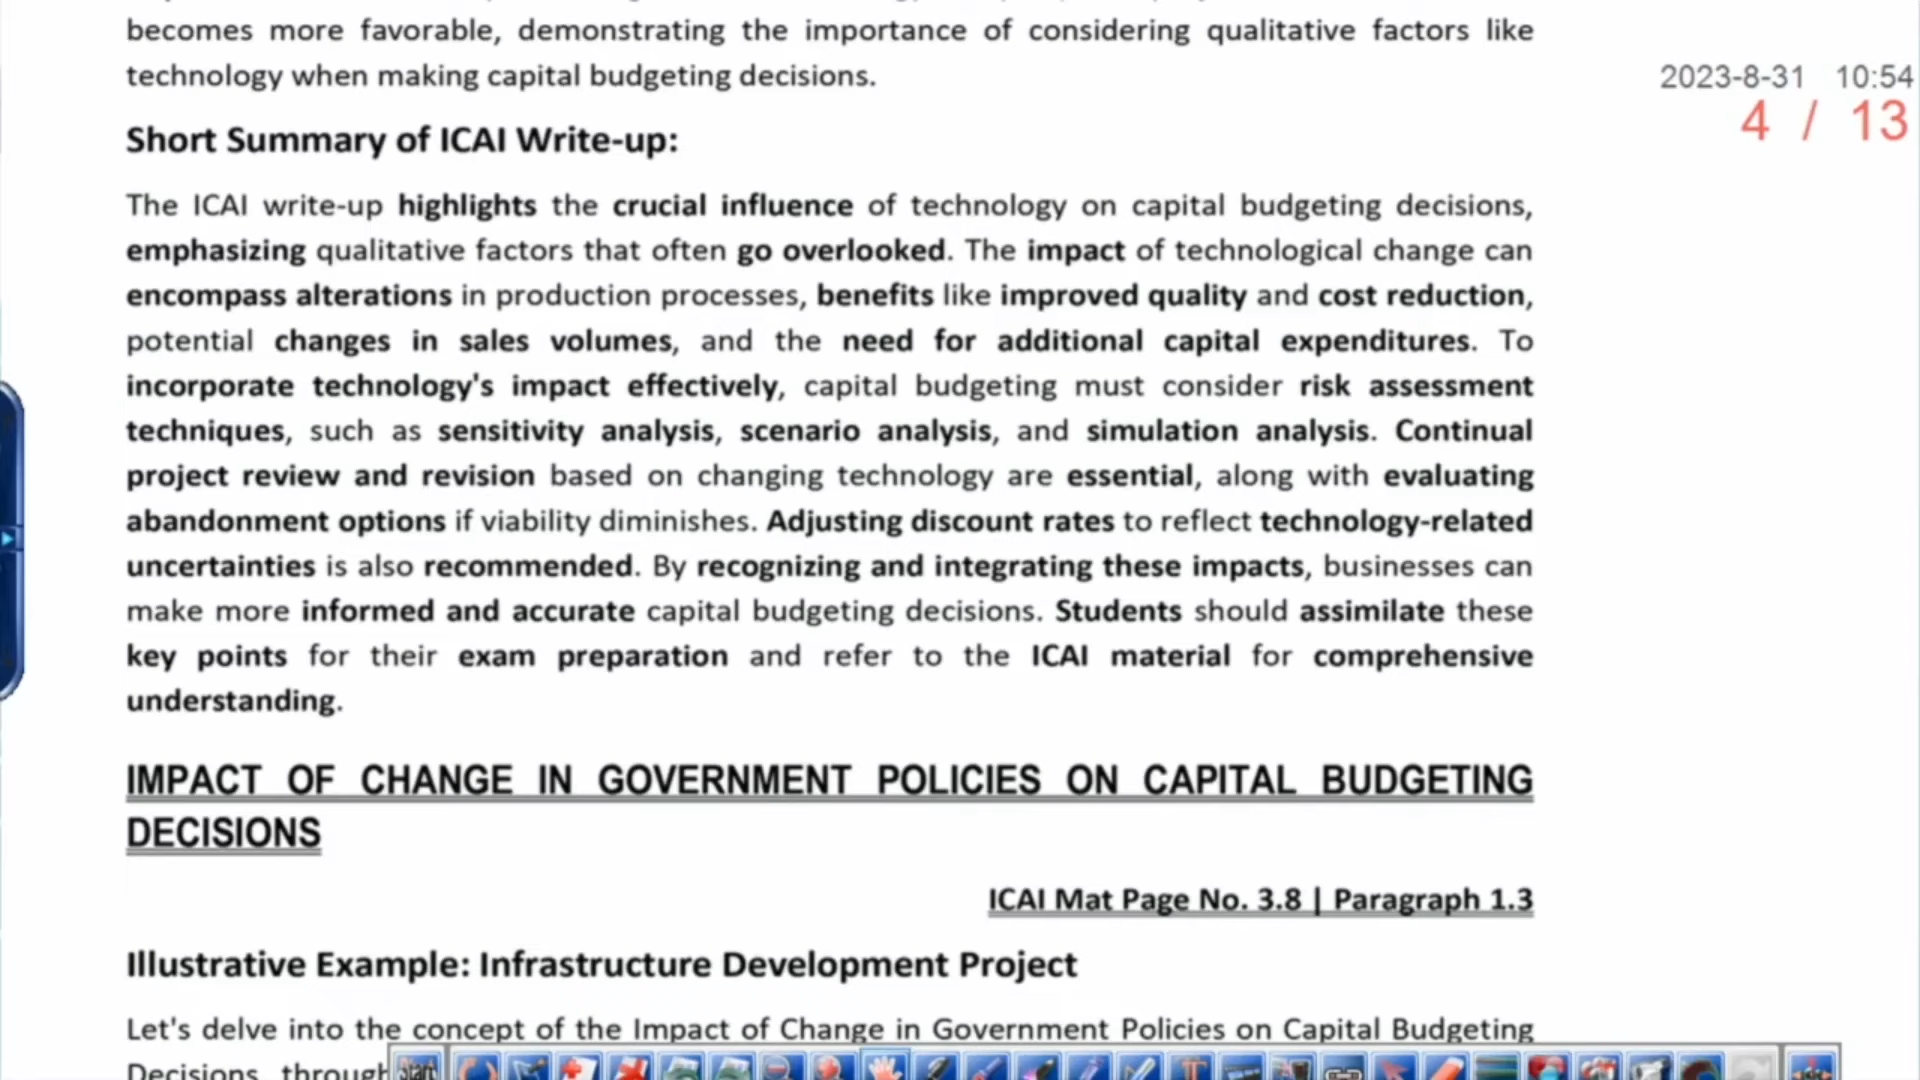 becomes more favorable, demonstrating the importance of considering qualitative factors like
technology when making capital budgeting decisions.
2023-8-31 10:54
4 / 13
Short Summary of ICAI Write-up:
The ICAI write-up highlights the crucial influence of technology on capital budgeting decisions,
emphasizing qualitative factors that often go overlooked. The impact of technological change can
encompass alterations in production processes, benefits like improved quality and cost reduction,
potential changes in sales volumes, and the need for additional capital expenditures. To
incorporate technology's impact effectively, capital budgeting must consider risk assessment
techniques, such as sensitivity analysis, scenario analysis, and simulation analysis. Continual
project review and revision based on changing technology are essential, along with evaluating
abandonment options if viability diminishes. Adjusting discount rates to reflect technology-related
uncertainties is also recommended. By recognizing and integrating these impacts, businesses can
make more informed and accurate capital budgeting decisions. Students should assimilate these
key points for their exam preparation and refer to the ICAI material for comprehensive
understanding.
IMPACT OF CHANGE IN GOVERNMENT POLICIES ON CAPITAL BUDGETING
DECISIONS
ICAI Mat Page No. 3.8 | Paragraph 1.3
Illustrative Example: Infrastructure Development Project
Let's delve into the concept of the Impact of Change in Government Policies on Capital Budgeting
Decisions through
Start